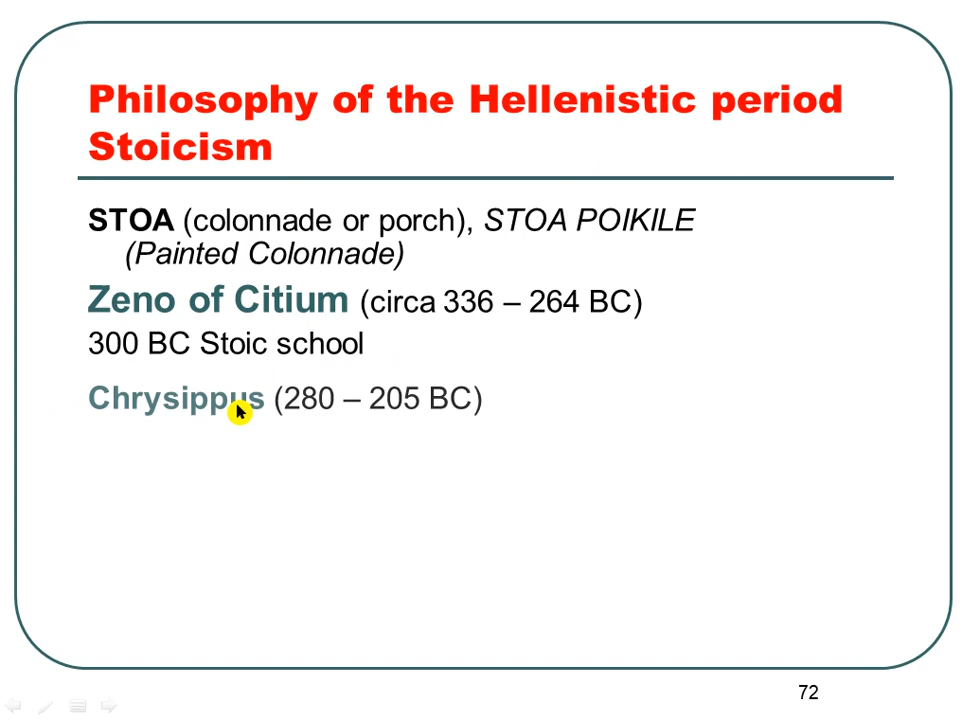 Philosophy of the Hellenistic period
Stoicism
STOA (colonnade or porch), STOA POIKILE
(Painted Colonnade)
Zeno of Citium (circa 336 – 264 BC)
300 BC Stoic school
Chrysippus (280 – 205 BC)
72